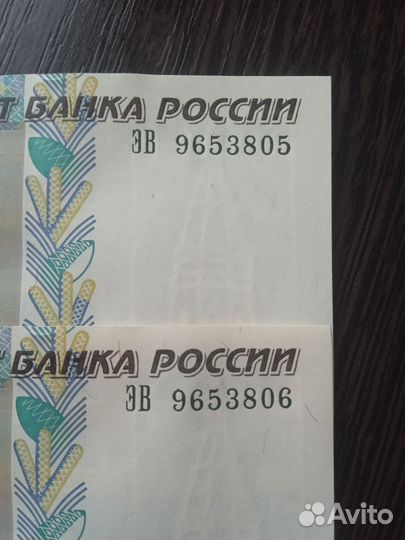 Т БАНКА РОССИИ
ЭВ 9653805
БАНКА РОССИИ
ЭВ 9653806
Avito